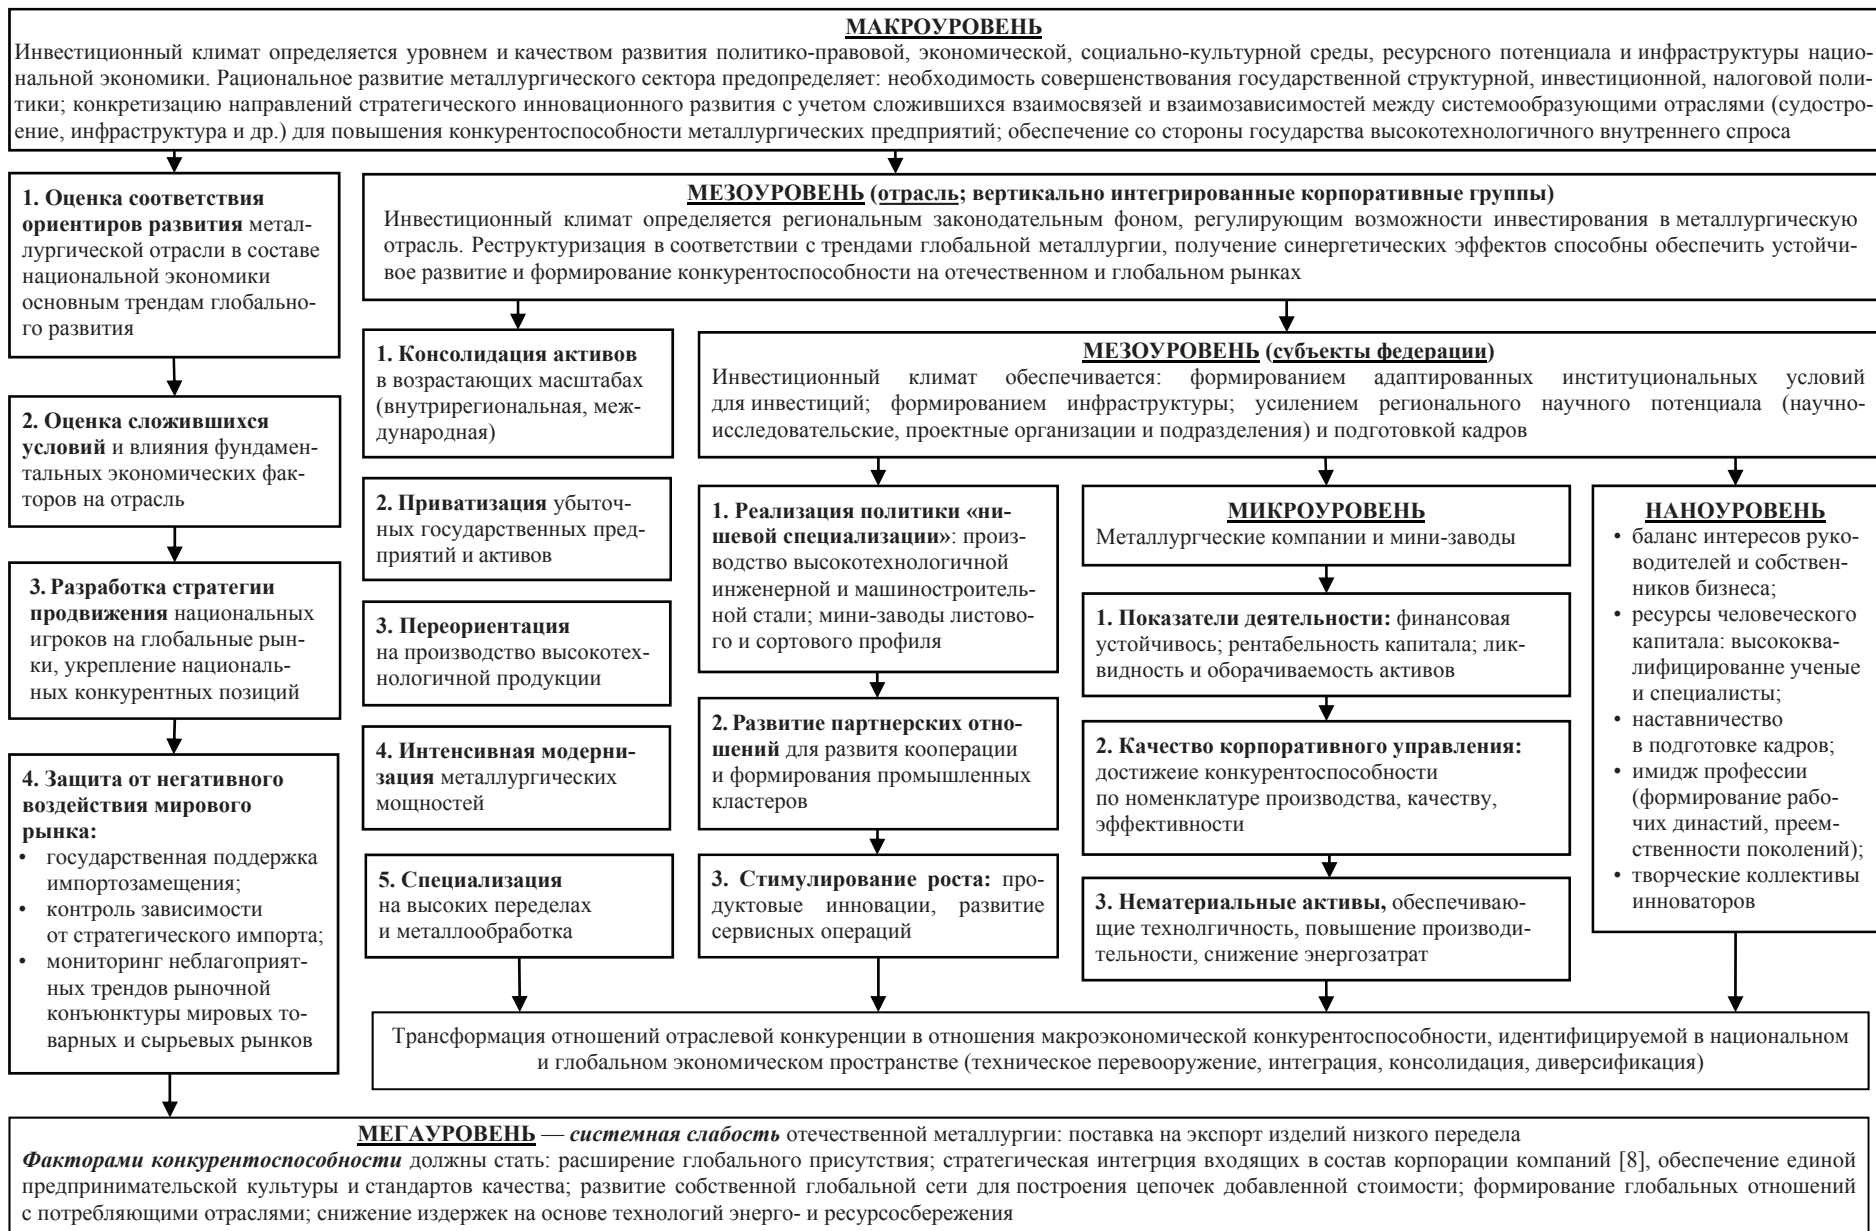 МАКРОУРОВЕНЬ
Инвестиционный климат определяется уровнем и качеством развития политико-правовой, экономической, социально-культурной среды, ресурсного потенциала и инфраструктуры нацио-
нальной экономики. Рациональное развитие металлургического сектора предопределяет: необходимость совершенствования государственной структурной, инвестиционной, налоговой поли-
тики; конкретизацию направлений стратегического инновационного развития с учетом сложившихся взаимосвязей и взаимозависимостей между системообразующими отраслями (судостро-
ение, инфраструктура и др.) для повышения конкурентоспособности металлургических предприятий; обеспечение со стороны государства высокотехнологичного внутреннего спроса
1. Оценка соответствия
ориентиров развития метал-
лургической отрасли в составе
национальной экономики
основным трендам глобально-
го развития
2. Оценка сложившихся
условий и влияния фундамен-
тальных экономических фак-
торов на отрасль
3. Разработка стратегии
продвижения национальных
игроков на глобальные рын-
ки, укрепление националь-
ных конкурентных позиций
4. Защита от негативного
воздействия мирового
рынка:
• государственная поддержка
импортозамещения;
• контроль зависимости
от стратегического импорта;
• мониторинг неблагоприят-
ных трендов рыночной
конъюнктуры мировых то-
варных и сырьевых рынков
МЕЗОУРОВЕНЬ (отрасль; вертикально интегрированные корпоративные группы)
Инвестиционный климат определяется региональным законодательным фоном, регулирующим возможности инвестирования в металлургическую
отрасль. Реструктуризация в соответствии с трендами глобальной металлургии, получение синергетических эффектов способны обеспечить устойчи-
вое развитие и формирование конкурентоспособности на отечественном и глобальном рынках
1. Консолидация активов
в возрастающих масштабах
(внутрирегиональная, меж-
дународная)
2. Приватизация убыточ-
ных государственных пред-
приятий и активов
3. Переориентация
на производство высокотех-
нологичной продукции
4. Интенсивная модерни-
зация металлургических
мощностей
5. Специализация
на высоких переделах
и металлообработка
МЕЗОУРОВЕНЬ (субъекты федерации)
Инвестиционный климат обеспечивается: формированием адаптированных институциональных условий
для инвестиций; формированием инфраструктуры; усилением регионального научного потенциала (научно-
исследовательские, проектные организации и подразделения) и подготовкой кадров
1. Реализация политики «ни-
шевой специализации»: произ-
водство высокотехнологичной
инженерной и машиностроитель-
ной стали; мини-заводы листово-
го и сортового профиля
2. Развитие партнерских отно-
шений для развитя кооперации
и формирования промышленных
кластеров
3. Стимулирование роста: про-
дуктовые инновации, развитие
сервисных операций
МИКРОУРОВЕНЬ
Металлургческие компании и мини-заводы
1. Показатели деятельности: финансовая
устойчивось; рентабельность капитала; лик-
видность и оборачиваемость активов
2. Качество корпоративного управления:
достижеие конкурентоспособности
по номенклатуре производства, качеству,
эффективности
3. Нематериальные активы, обеспечиваю-
щие технолгичность, повышение производи-
тельности, снижение энергозатрат
НАНОУРОВЕНЬ
• баланс интересов руко-
водителей и собствен-
ников бизнеса;
• ресурсы человеческого
капитала: высококва-
лифицированне ученые
и специалисты;
• наставничество
в подготовке кадров;
• имидж профессии
(формирование рабо-
чих династий, преем-
ственности поколений);
• творческие коллективы
инноваторов
Трансформация отношений отраслевой конкуренции в отношения макроэкономической конкурентоспособности, идентифицируемой в национальном
и глобальном экономическом пространстве (техническое перевооружение, интеграция, консолидация, диверсификация)
МЕГАУРОВЕНЬ — системная слабость отечественной металлургии: поставка на экспорт изделий низкого передела
Факторами конкурентоспособности должны стать: расширение глобального присутствия; стратегическая интегрция входящих в состав корпорации компаний [8], обеспечение единой
предпринимательской культуры и стандартов качества; развитие собственной глобальной сети для построения цепочек добавленной стоимости; формирование глобальных отношений
с потребляющими отраслями; снижение издержек на основе технологий энерго- и ресурсосбережения